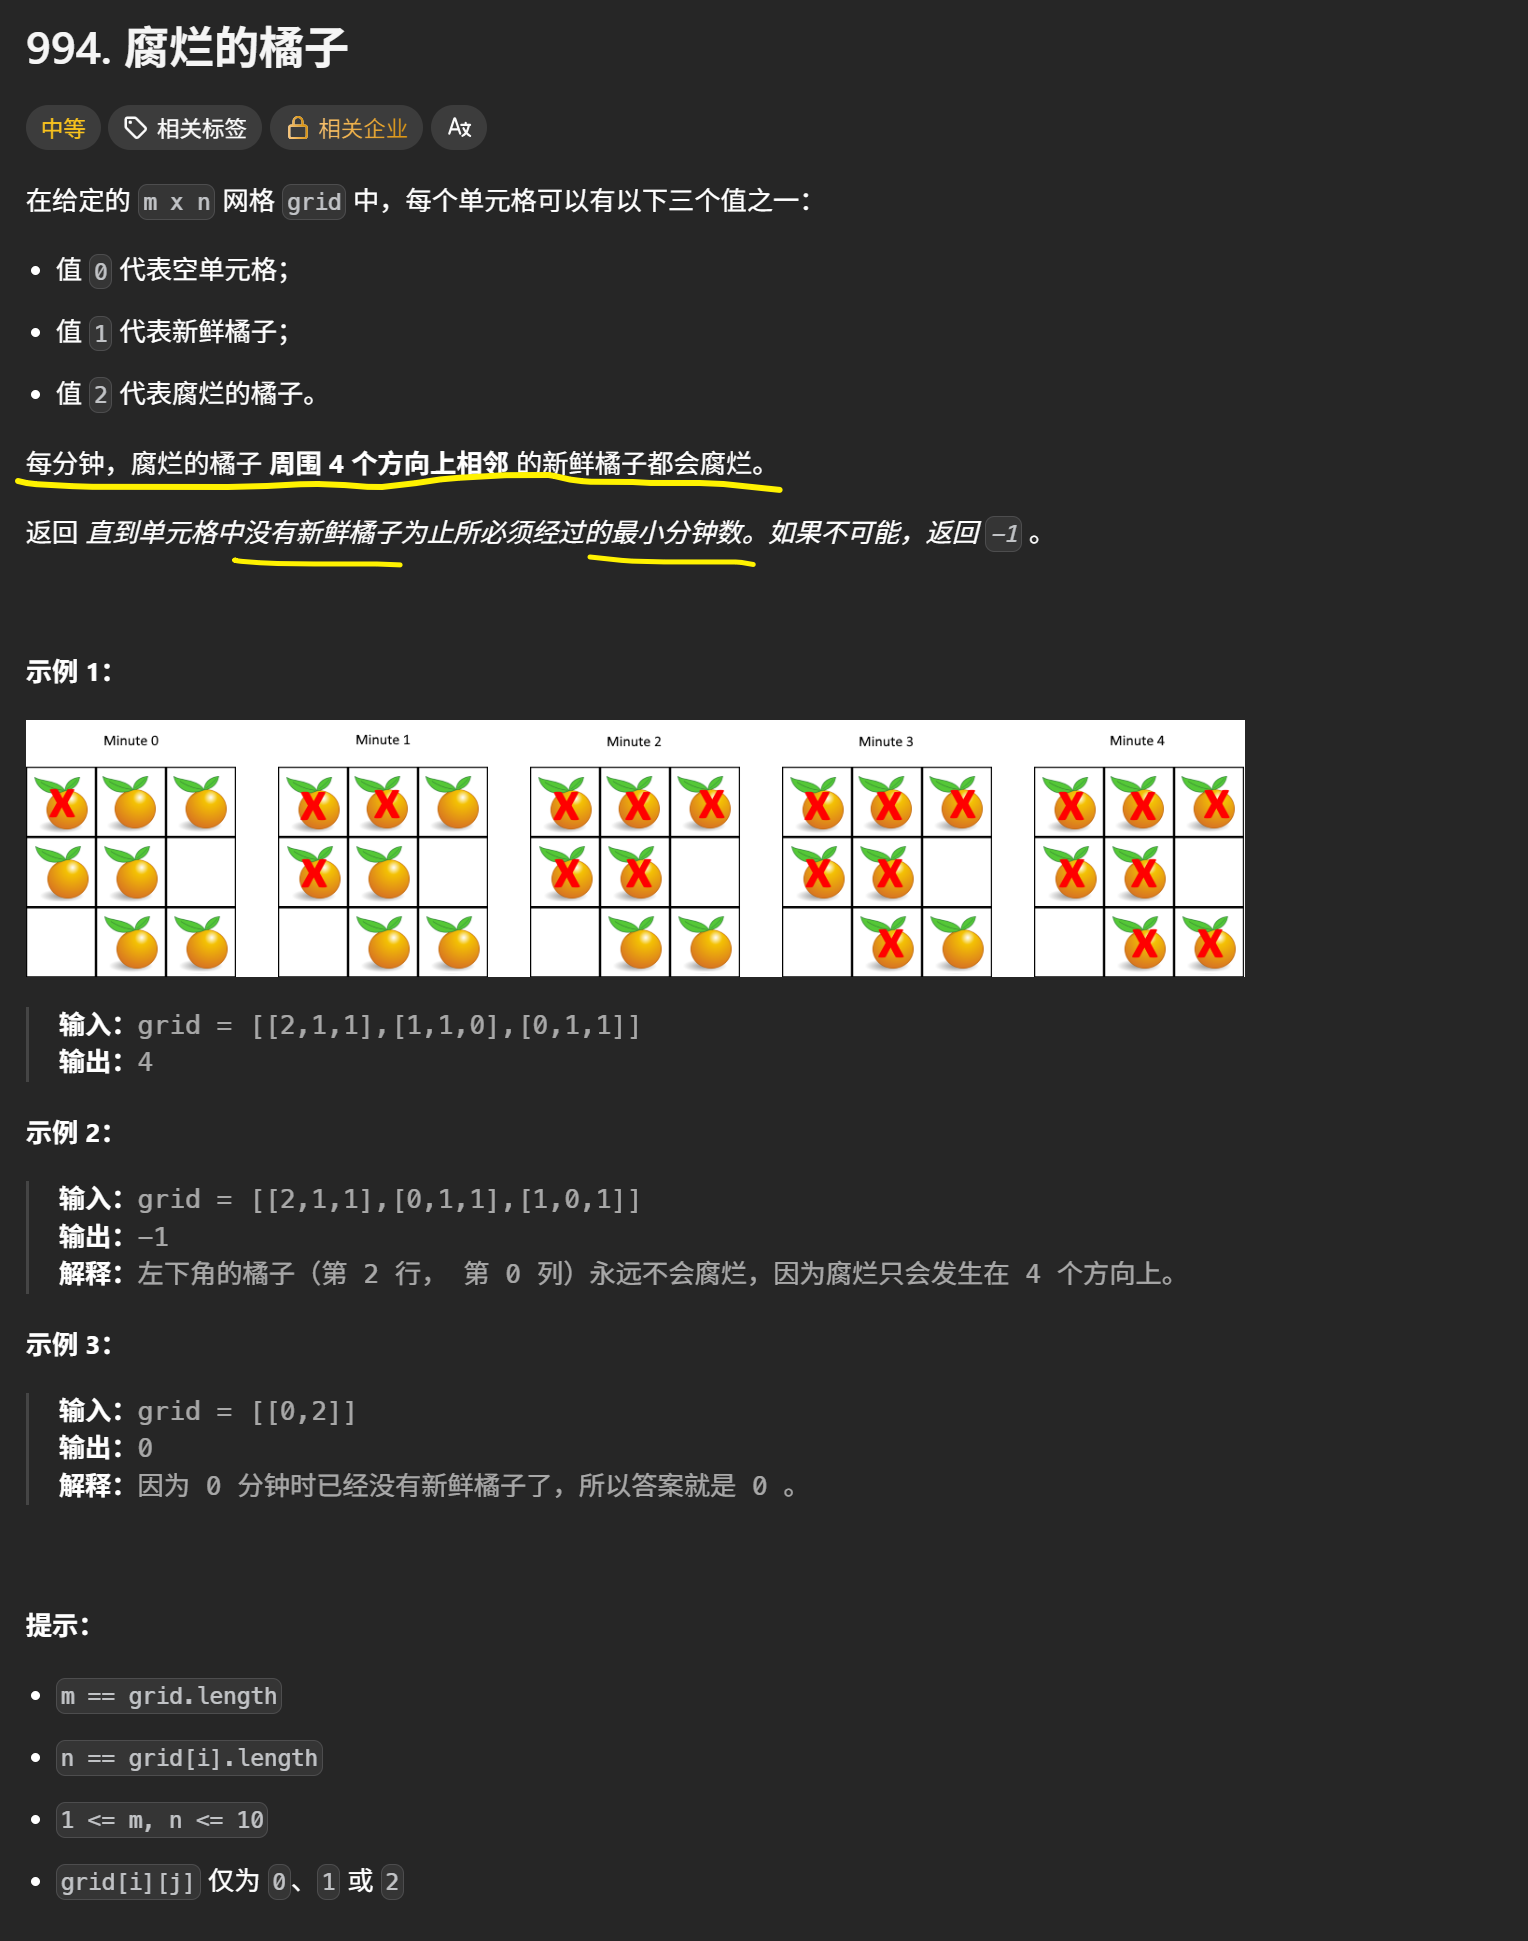 994. 腐烂的橘子
中等 相关标签 相关企业
在给定的 m x n 网格 grid 中，每个单元格可以有以下三个值之一：
• 值 0 代表空单元格；
• 值 1 代表新鲜橘子；
• 值 2 代表腐烂的橘子。
每分钟，腐烂的橘子 周围 4 个方向上相邻 的新鲜橘子都会腐烂。
返回 直到单元格中没有新鲜橘子为止所必须经过的最小分钟数。如果不可能，返回 -1 。
示例 1：
Minute 0 Minute 1 Minute 2 Minute 3 Minute 4
X X X X X X X X X X X X X X X X X X X X X X
输入：grid = [[2,1,1],[1,1,0],[0,1,1]]
输出：4
示例 2：
输入：grid = [[2,1,1],[0,1,1],[1,0,1]]
输出：-1
解释：左下角的橘子（第 2 行， 第 0 列）永远不会腐烂，因为腐烂只会发生在 4 个方向上。
示例 3：
输入：grid = [[0,2]]
输出：0
解释：因为 0 分钟时已经没有新鲜橘子了，所以答案就是 0 。
提示：
• m == grid.length
• n == grid[i].length
• 1 <= m, n <= 10
• grid[i][j] 仅为 0、1 或 2